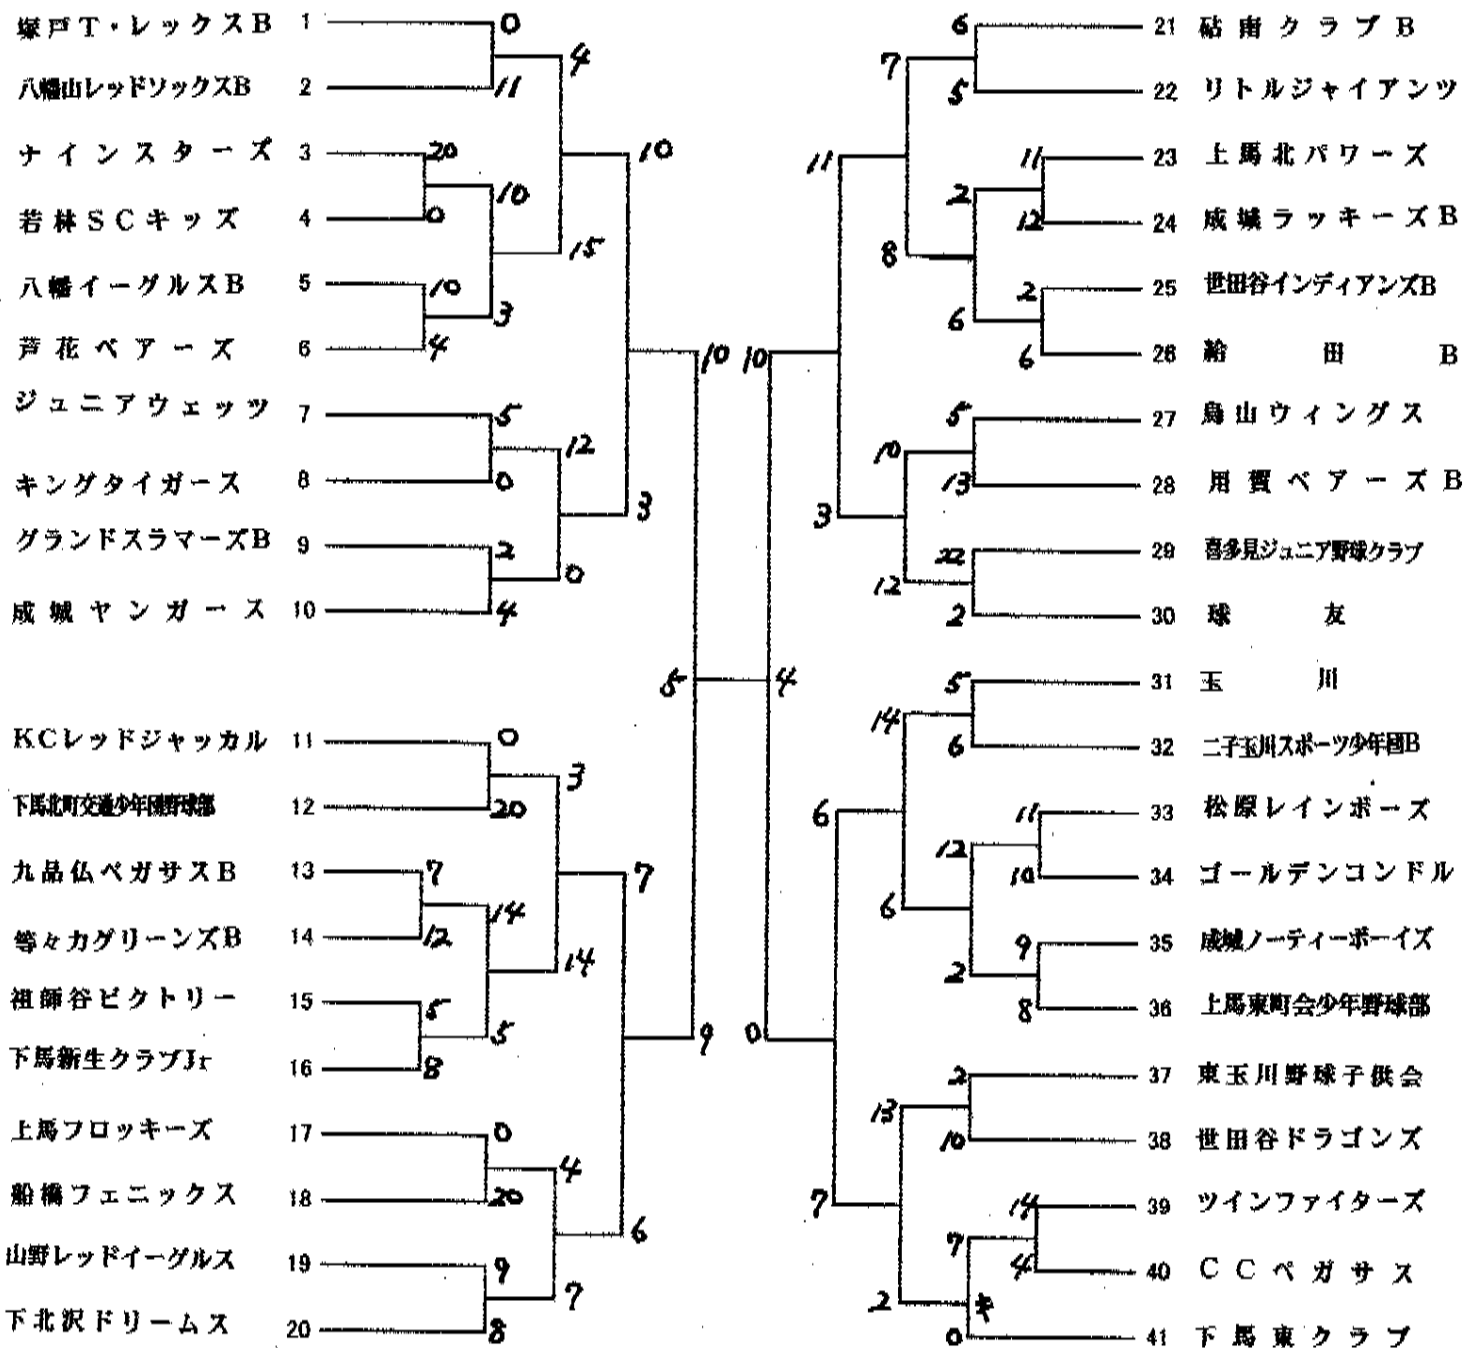 塚戸T・レックスB 1 0
4
八幡山レッドソックスB 2 11
ナインスターズ 3 20
10
10
若林SCキッズ 4 0
15
八幡イーグルスB 5 10
3
芦花ベアーズ 6 4
10
ジュニアウェッツ 7 5
12
キングタイガース 8 0
3
グランドスラマーズB 9 2
0
成城ヤンガース 10 4
5
KCレッドジャッカル 11 0
3
下馬北町交通少年団野球部 12 20
九品仏ペガサスB 13 7
7
14
等々力グリーンズB 14 12
14
祖師谷ビクトリー 15 5
5
下馬新生クラブJr 16 8
9
上馬フロッキーズ 17 0
4
船橋フェニックス 18 20
6
山野レッドイーグルス 19 9
7
下北沢ドリームス 20 8
6 21 砧南クラブB
7
5 22 リトルジャイアンツ
11
11 23 上馬北パワーズ
2
12 24 成城ラッキーズB
8
2 25 世田谷インディアンズB
6
6 26 給田B
10
5 27 烏山ウィングス
10
13 28 用賀ベアーズB
3
22 29 喜多見ジュニア野球クラブ
12
2 30 球友
4
5 31 玉川
14
6 32 二子玉川スポーツ少年団B
6
11 33 松原レインボーズ
12
10 34 ゴールデンコンドル
6
9 35 成城ノーティーボーイズ
2
8 36 上馬東町会少年野球部
0
2 37 東玉川野球子供会
13
10 38 世田谷ドラゴンズ
7
14 39 ツインファイターズ
7
4 40 CCペガサス
2
キ
0 41 下馬東クラブ